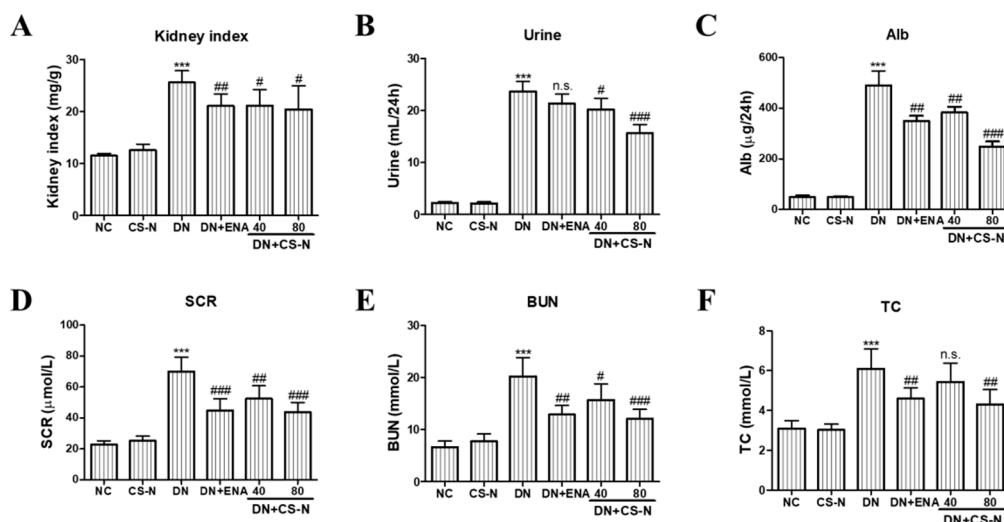 A
Kidney index
Kidney index (mg/g)
30
20
10
0
***
##
#
#
NC CS-N DN DN+ENA 40 80
DN+CS-N
B
Urine
Urine (mL/24h)
30
20
10
0
***
n.s.
#
###
NC CS-N DN DN+ENA 40 80
DN+CS-N
C
Alb
Alb (μg/24h)
600
400
200
0
***
##
##
###
NC CS-N DN DN+ENA 40 80
DN+CS-N
D
SCR
SCR (μmol/L)
100
80
60
40
20
0
***
###
##
###
NC CS-N DN DN+ENA 40 80
DN+CS-N
E
BUN
BUN (mmol/L)
30
20
10
0
***
##
#
###
NC CS-N DN DN+ENA 40 80
DN+CS-N
F
TC
TC (mmol/L)
8
6
4
2
0
***
##
n.s.
##
NC CS-N DN DN+ENA 40 80
DN+CS-N